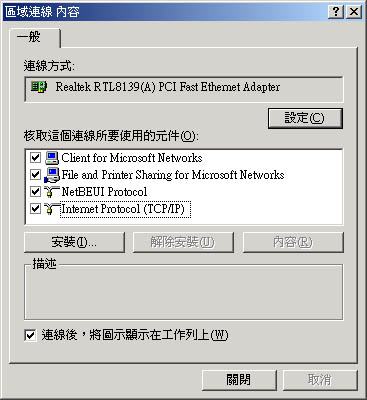 區域連線 內容
一般
連線方式:
Realtek RTL8139(A) PCI Fast Ethernet Adapter
設定(C)
核取這個連線所要使用的元件(O):
Client for Microsoft Networks
File and Printer Sharing for Microsoft Networks
NetBEUI Protocol
Internet Protocol (TCP/IP)
安裝(I)...
解除安裝(U)
內容(R)
描述
連線後，將圖示顯示在工作列上(W)
關閉
取消